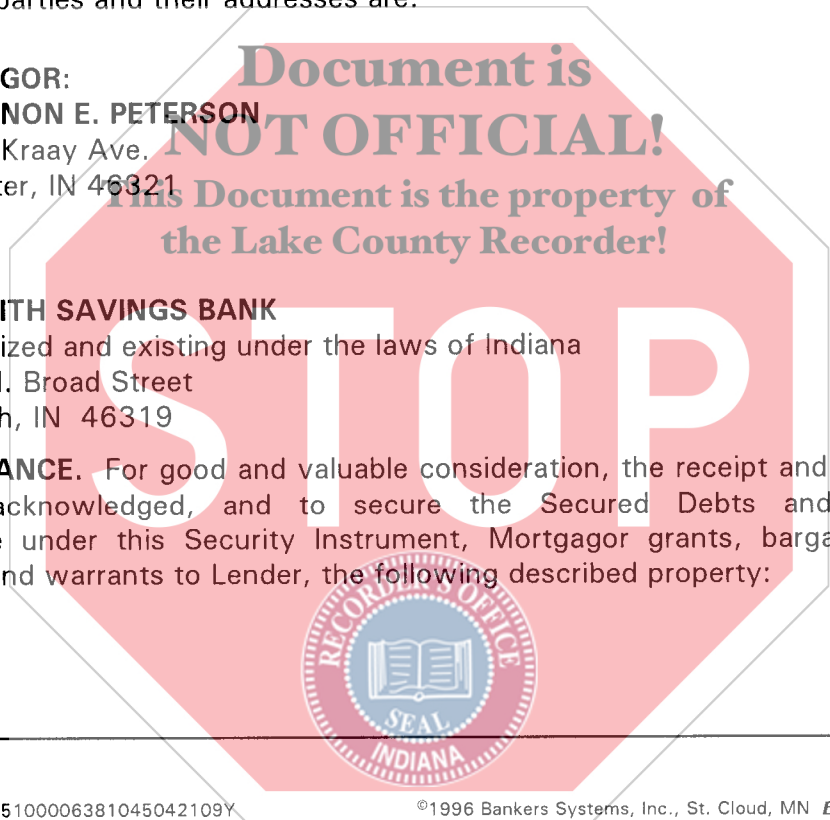 parties and their addresses are:
Document is
GOR:
NON E. PETERSON
NOT OFFICIAL!
Kraay Ave.
ter, IN 46321
This Document is the property of
the Lake County Recorder!
ITH SAVINGS BANK
ized and existing under the laws of Indiana
. Broad Street
h, IN 46319
STOP
ANCE. For good and valuable consideration, the receipt and
acknowledged, and to secure the Secured Debts and
e under this Security Instrument, Mortgagor grants, barga
nd warrants to Lender, the following described property:
RECORDER'S OFFICE
SEAL
INDIANA
5100006381045042109Y
©1996 Bankers Systems, Inc., St. Cloud, MN E